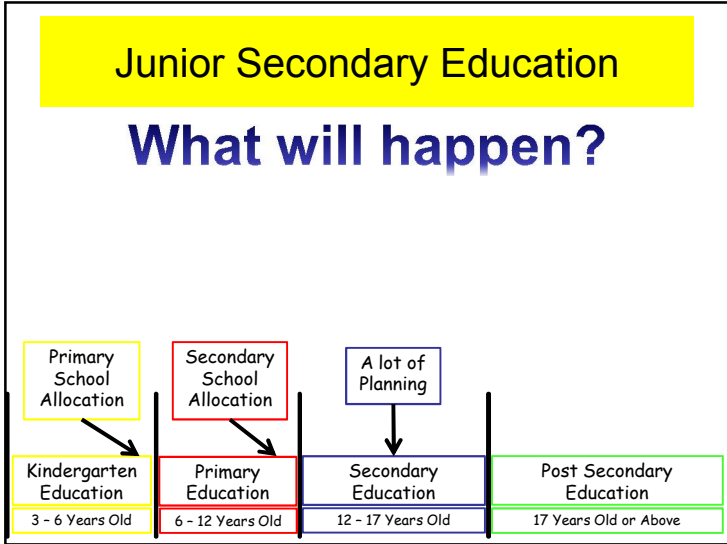 Junior Secondary Education
What will happen?
Primary
School
Allocation
Secondary
School
Allocation
A lot of
Planning
Kindergarten
Education
3 – 6 Years Old
Primary
Education
6 – 12 Years Old
Secondary
Education
12 – 17 Years Old
Post Secondary
Education
17 Years Old or Above